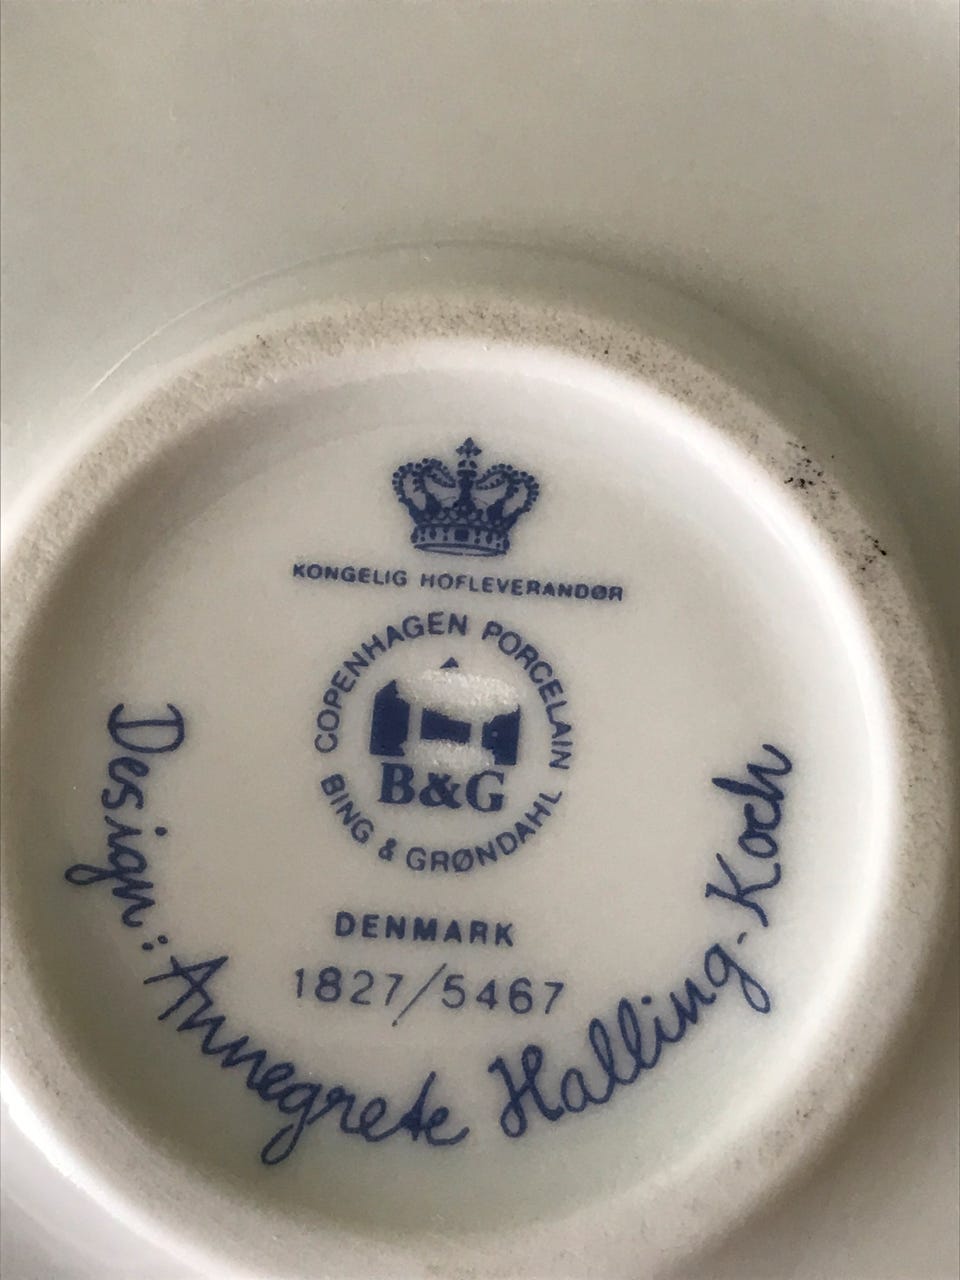 KONGELIG HOFLEVERANDØR
COPENHAGEN PORCELAIN
B&G
BING & GRØNDAHL
DENMARK
1827/5467
Design: Annegrete Halling-Koch